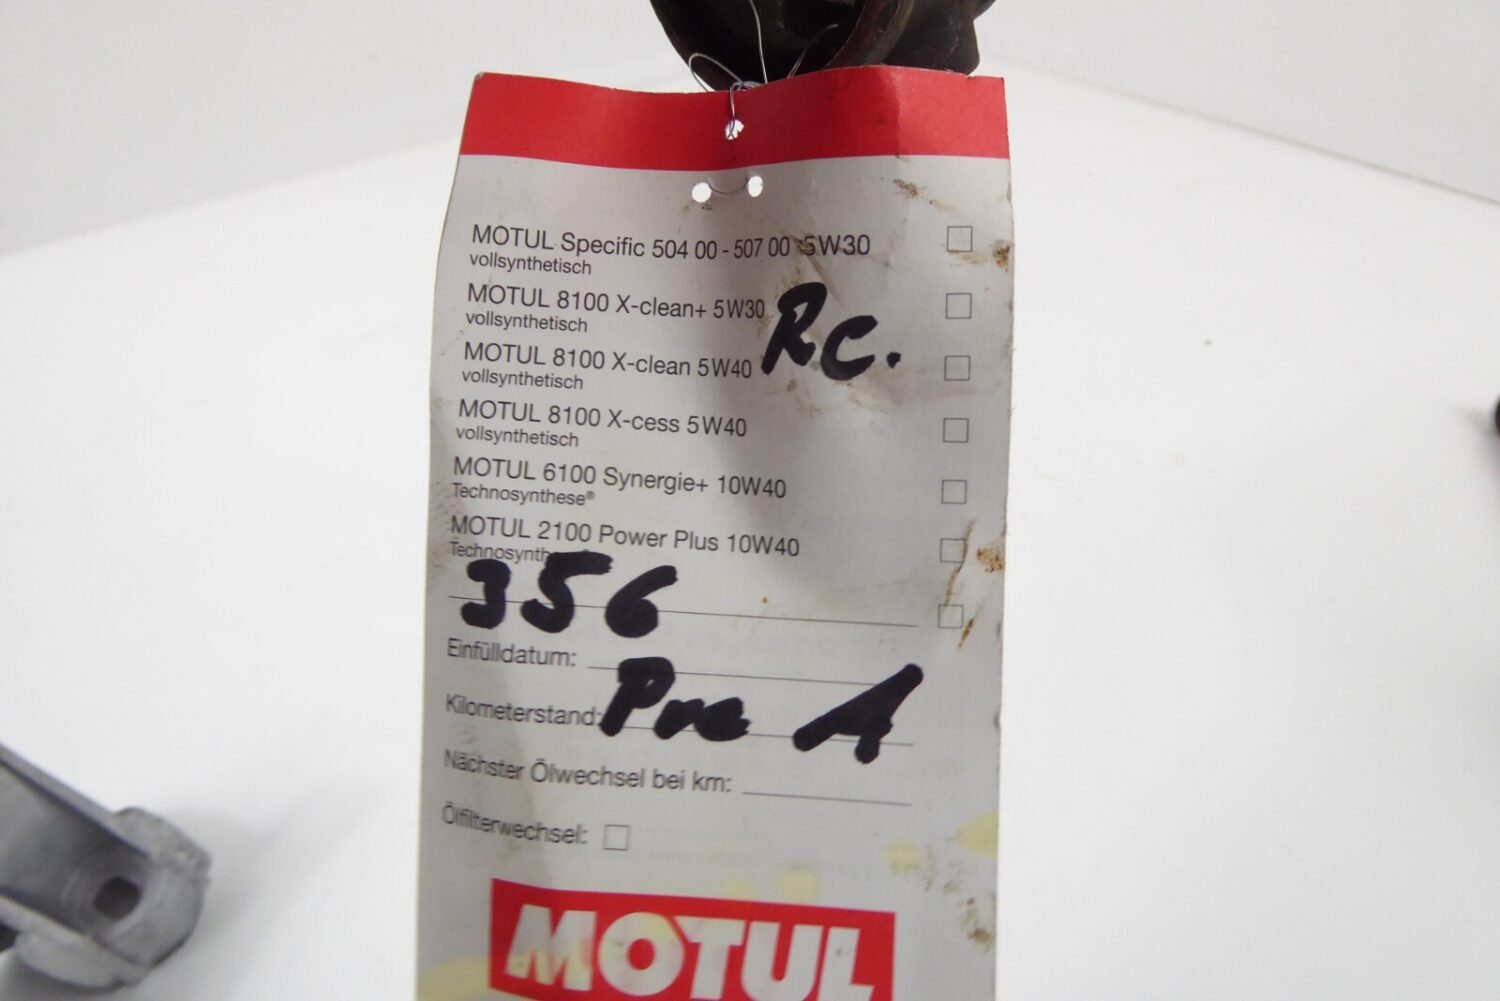 MOTUL Specific 504 00 - 507 00 5W30
vollsynthetisch
MOTUL 8100 X-clean+ 5W30
vollsynthetisch
Rc.
MOTUL 8100 X-clean 5W40
vollsynthetisch
MOTUL 8100 X-cess 5W40
vollsynthetisch
MOTUL 6100 Synergie+ 10W40
Technosynthese®
MOTUL 2100 Power Plus 10W40
356
Einfülldatum:
Pre A
Kilometerstand:
Nächster Ölwechsel bei km:
Ölfilterwechsel:
MOTUL